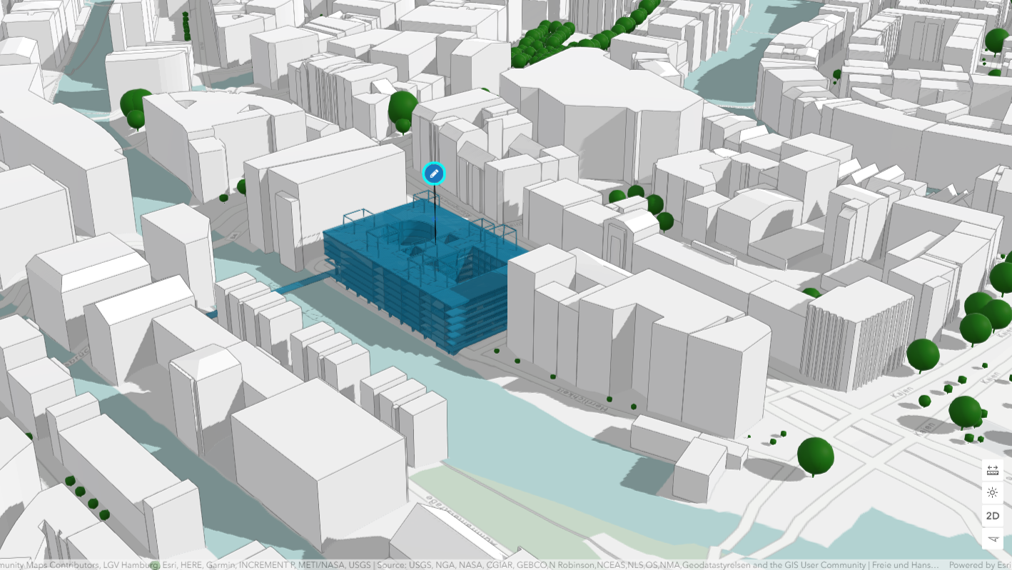 2D
munity Maps Contributors, LGV Hamburg, Esri, HERE, Garmin, INCREMENT P, METI/NASA, USGS | Source: USGS, NGA, NASA, CGIAR, GEBCO,N Robinson,NCEAS,NLS,OS,NMA,Geodatastyrelsen and the GIS User Community | Freie und Hans... Powered by Esri